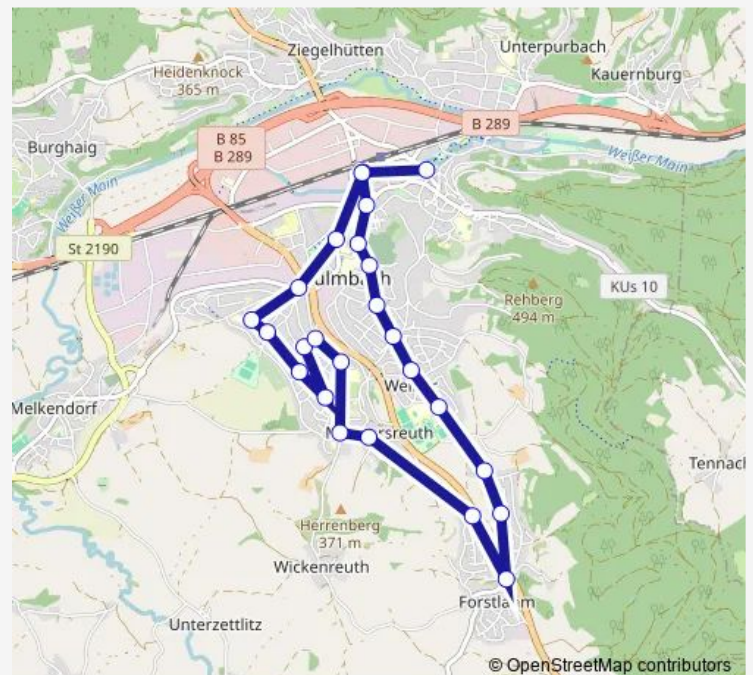 Ziegelhütten
Unterpurbach
Heidenknock
365 m
Kauernburg
B 289
B 85
B 289
Burghaig
Weißer Main
Weißer Main
St 2190
KUs 10
Rehberg
494 m
Melkendorf
Tennach
Herrenberg
371 m
Wickenreuth
Unterzettlitz
© OpenStreetMap contributors